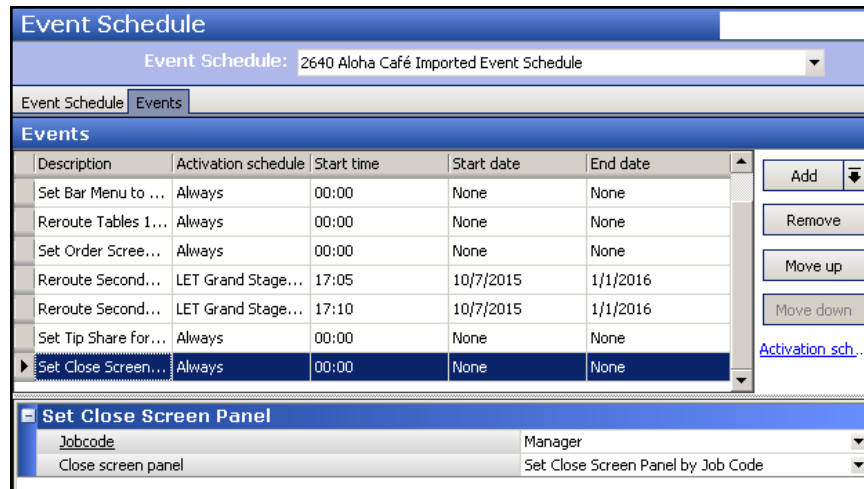 Event Schedule
Event Schedule: 2640 Aloha Café Imported Event Schedule
Event Schedule Events
Events
Description Activation schedule Start time Start date End date
Set Bar Menu to ... Always 00:00 None None
Reroute Tables 1... Always 00:00 None None
Set Order Scree... Always 00:00 None None
Reroute Second... LET Grand Stage... 17:05 10/7/2015 1/1/2016
Reroute Second... LET Grand Stage... 17:10 10/7/2015 1/1/2016
Set Tip Share for... Always 00:00 None None
Set Close Screen... Always 00:00 None None
Add
Remove
Move up
Move down
Activation sch...
Set Close Screen Panel
Jobcode Manager
Close screen panel Set Close Screen Panel by Job Code